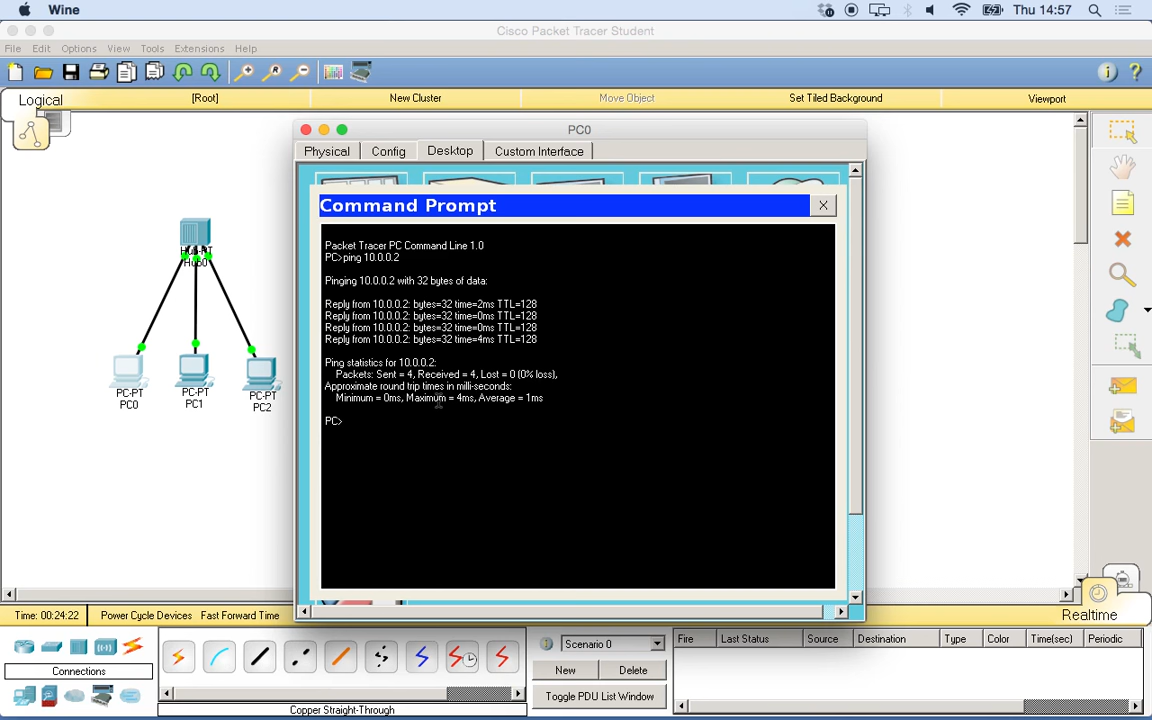 Wine
Thu 14:57
Cisco Packet Tracer Student
File Edit Options View Tools Extensions Help
Logical
[Root]
New Cluster
Move Object
Set Tiled Background
Viewport
PC0
Physical
Config
Desktop
Custom Interface
Command Prompt
X
Packet Tracer PC Command Line 1.0
PC>ping 10.0.0.2
Pinging 10.0.0.2 with 32 bytes of data:
Reply from 10.0.0.2: bytes=32 time=2ms TTL=128
Reply from 10.0.0.2: bytes=32 time=0ms TTL=128
Reply from 10.0.0.2: bytes=32 time=0ms TTL=128
Reply from 10.0.0.2: bytes=32 time=4ms TTL=128
Ping statistics for 10.0.0.2:
Packets: Sent = 4, Received = 4, Lost = 0 (0% loss),
Approximate round trip times in milli-seconds:
Minimum = 0ms, Maximum = 4ms, Average = 1ms
PC>
Hub-PT
Hub0
PC-PT
PC0
PC-PT
PC1
PC-PT
PC2
Time: 00:24:22
Power Cycle Devices
Fast Forward Time
Realtime
Connections
Copper Straight-Through
Scenario 0
New
Delete
Toggle PDU List Window
Fire
Last Status
Source
Destination
Type
Color
Time(sec)
Periodic